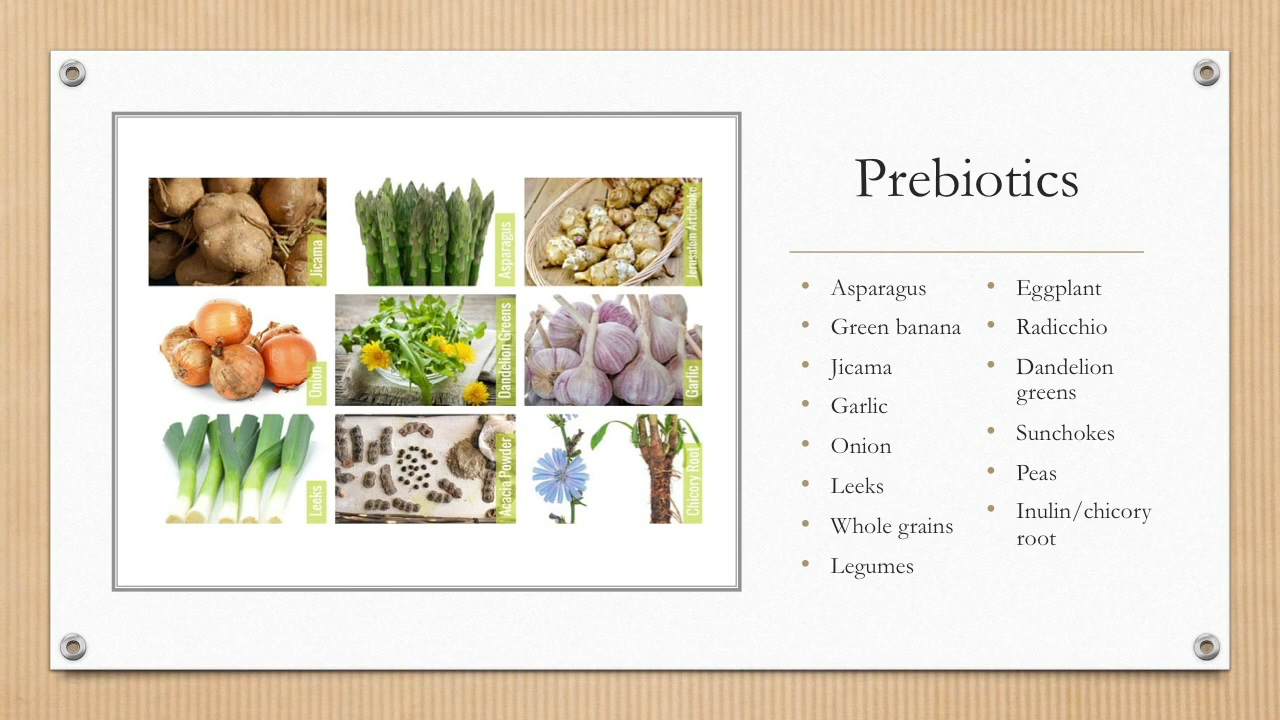 Jicama
Asparagus
Jerusalem Artichoke
Onion
Dandelion Greens
Garlic
Leeks
Acacia Powder
Chicory Root
Prebiotics
Asparagus
Green banana
Jicama
Garlic
Onion
Leeks
Whole grains
Legumes
Eggplant
Radicchio
Dandelion
greens
Sunchokes
Peas
Inulin/chicory
root